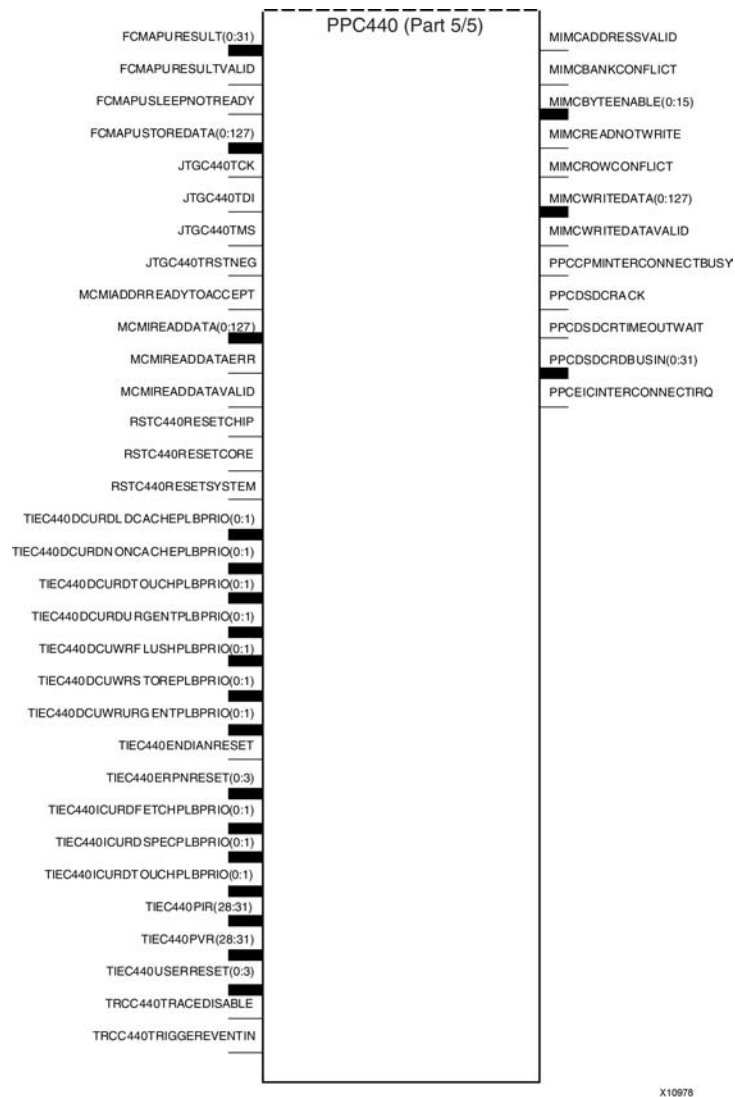 PPC440 (Part 5/5)
FCMAPURESULT(0:31)
FCMAPURESULTVALID
FCMAPUSLEEPNOTREADY
FCMAPUSTOREDATA(0:127)
JTGC440TCK
JTGC440TDI
JTGC440TMS
JTGC440TRSTNEG
MCMIADDRREADYTOACCEPT
MCMIREADDATA(0:127)
MCMIREADDATAERR
MCMIREADDATAVALID
RSTC440RESETCHIP
RSTC440RESETCORE
RSTC440RESETSYSTEM
TIEC440DCURDLDCACHEPLBPRIO(0:1)
TIEC440DCURDNONCACHEPLBPRIO(0:1)
TIEC440DCURDTOUCHPLBPRIO(0:1)
TIEC440DCURDURGENTPLBPRIO(0:1)
TIEC440DCUWRFLUSHPLBPRIO(0:1)
TIEC440DCUWRSTOREPLBPRIO(0:1)
TIEC440DCUWRURGENTPLBPRIO(0:1)
TIEC440ENDIANRESET
TIEC440ERPNRESET(0:3)
TIEC440ICURDFETCHPLBPRIO(0:1)
TIEC440ICURDSPECPLBPRIO(0:1)
TIEC440ICURDTOUCHPLBPRIO(0:1)
TIEC440PIR(28:31)
TIEC440PVR(28:31)
TIEC440USERRESET(0:3)
TRCC440TRACEDISABLE
TRCC440TRIGGEREVENTIN
MIMCADDRESSVALID
MIMCBANKCONFLICT
MIMCBYTEENABLE(0:15)
MIMCREADNOTWRITE
MIMCROWCONFLICT
MIMCWRITEDATA(0:127)
MIMCWRITEDATAVALID
PPCCPMINTERCONNECTBUSY
PPCDSDCRACK
PPCDSDCRTIMEOUTWAIT
PPCDSDCRDBUSIN(0:31)
PPCEICINTERCONNECTIRQ
X10978